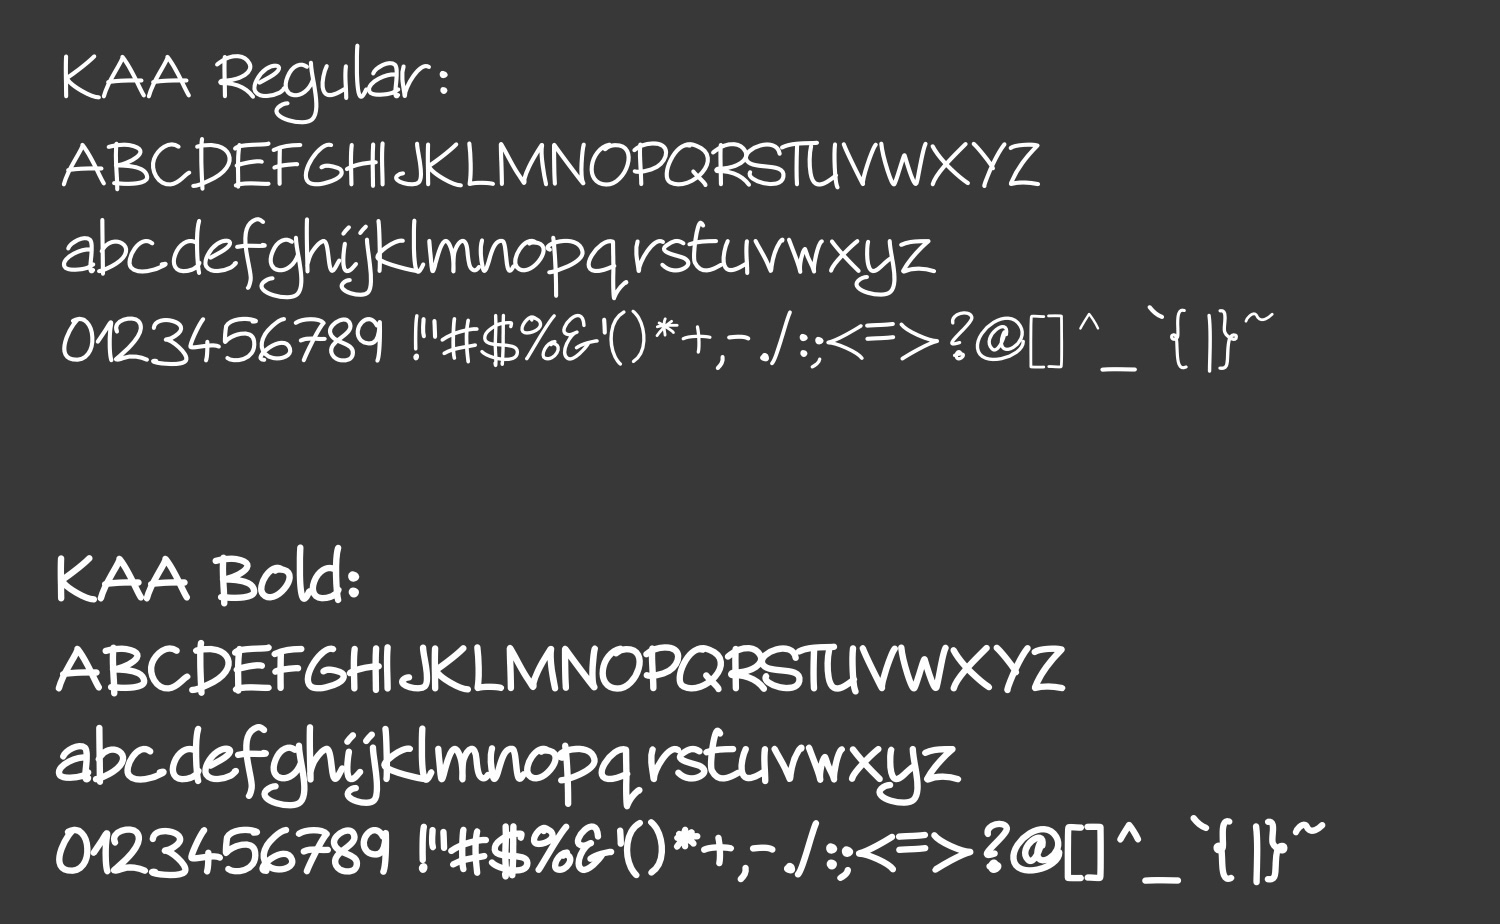 KAA Regular:
ABCDEFGHIJKLMNOPQRSTUVWXYZ
abcdefghijklmnopqrstuvwxyz
0123456789 !"#$%&'()*+,-./:;<=>?@[]^_`{|}~
KAA Bold:
ABCDEFGHIJKLMNOPQRSTUVWXYZ
abcdefghijklmnopqrstuvwxyz
0123456789 !"#$%&'()*+,-./:;<=>?@[]^_`{|}~